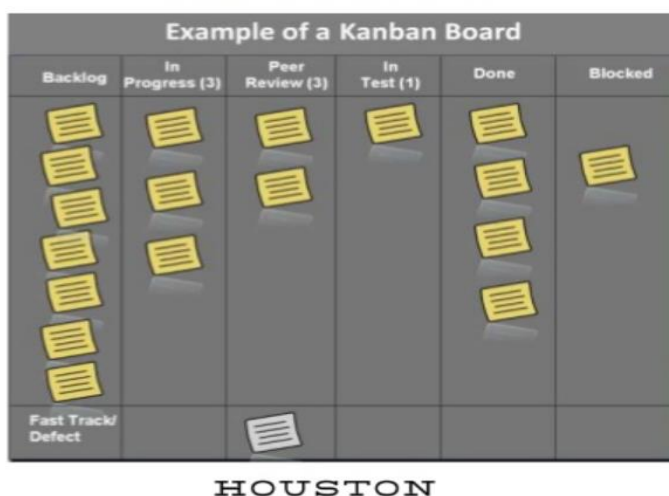 Example of a Kanban Board
Backlog
In
Progress (3)
Peer
Review (3)
In
Test (1)
Done
Blocked
Fast Track/
Defect
HOUSTON